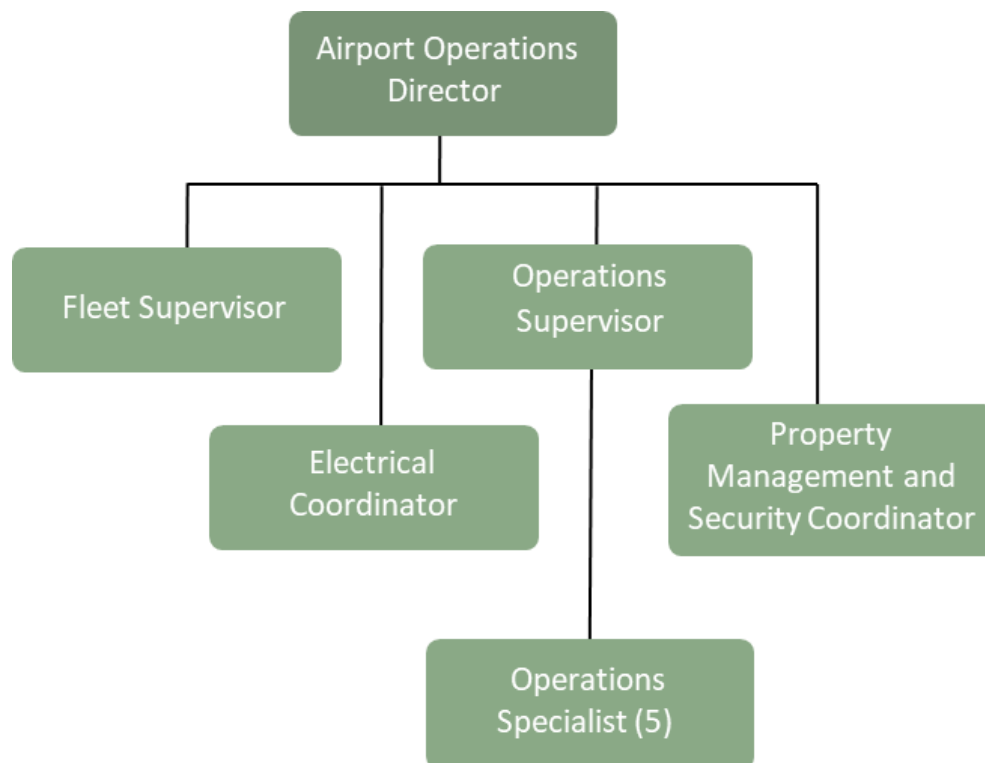 Airport Operations
Director
Fleet Supervisor
Operations
Supervisor
Electrical
Coordinator
Property
Management and
Security Coordinator
Operations
Specialist (5)